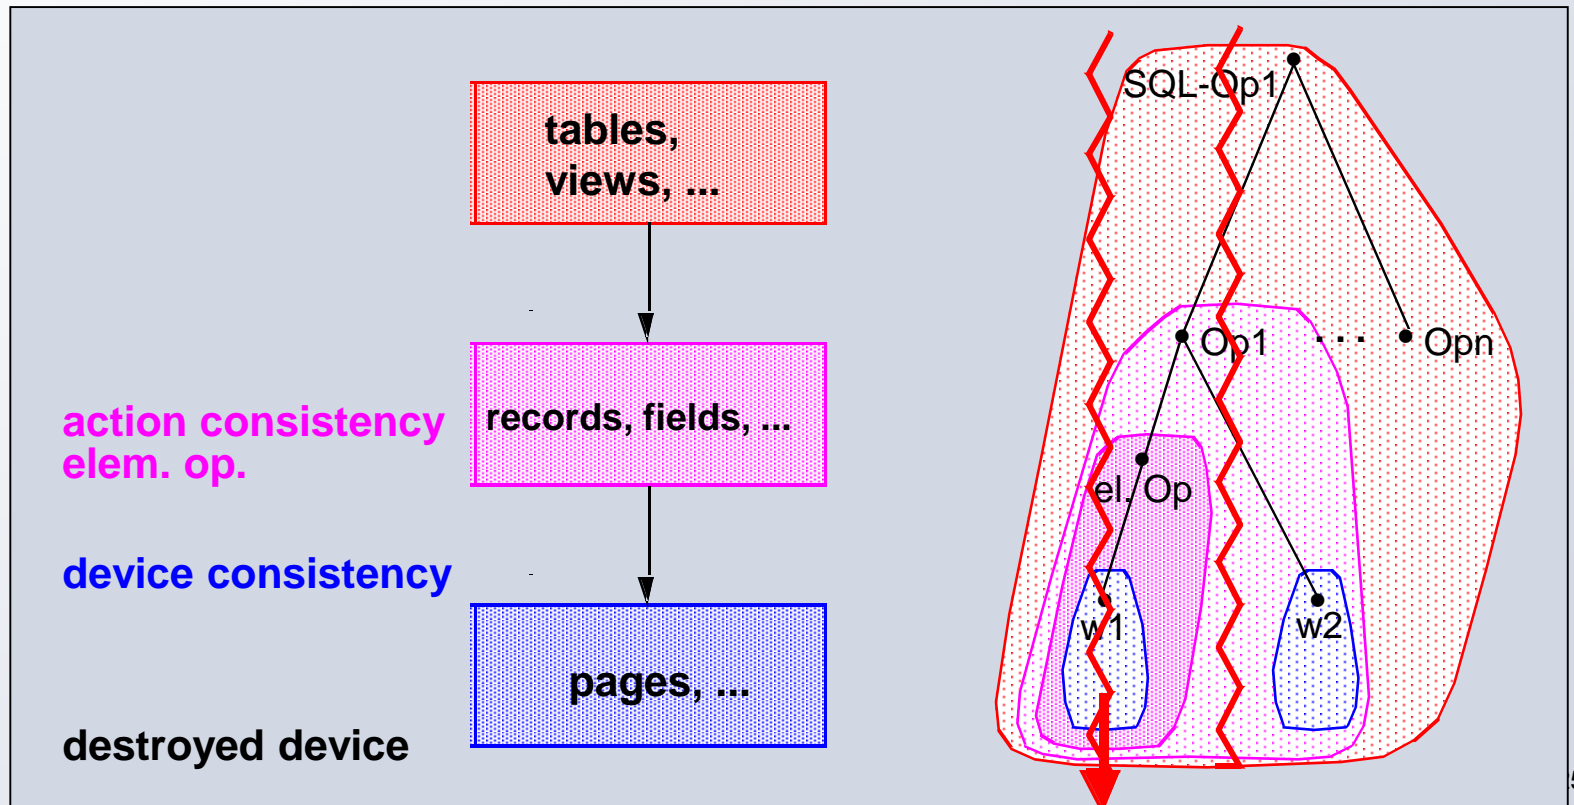 tables,
views, ...
action consistency
elem. op.
records, fields, ...
device consistency
pages, ...
destroyed device
SQL-Op1
Op1
. . .
Opn
el. Op
w1
w2